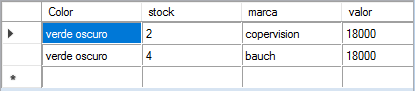 Color stock marca valor
verde oscuro 2 copervision 18000
verde oscuro 4 bauch 18000